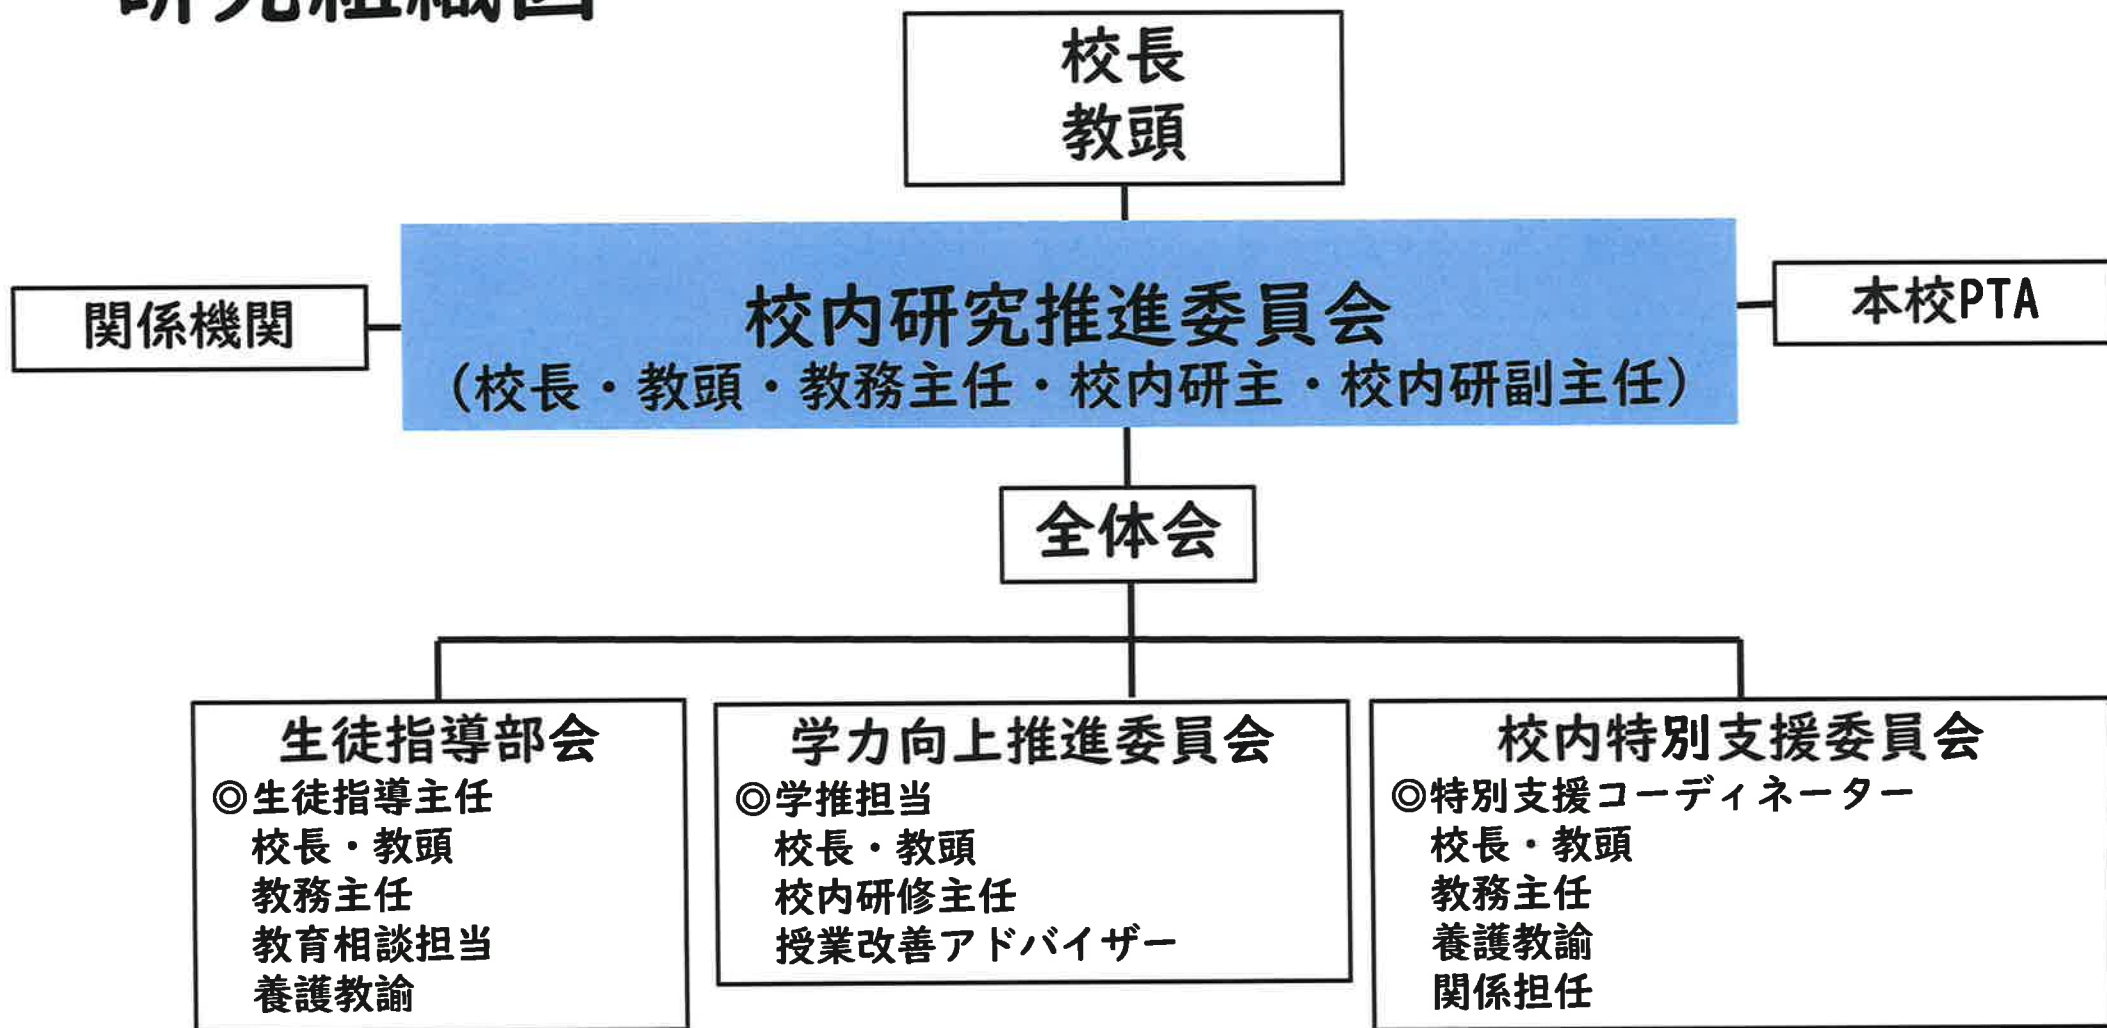 研究組織図
校長
教頭
関係機関
校内研究推進委員会
（校長・教頭・教務主任・校内研主・校内研副主任）
本校PTA
全体会
生徒指導部会
◎生徒指導主任
校長・教頭
教務主任
教育相談担当
養護教諭
学力向上推進委員会
◎学推担当
校長・教頭
校内研修主任
授業改善アドバイザー
校内特別支援委員会
◎特別支援コーディネーター
校長・教頭
教務主任
養護教諭
関係担任